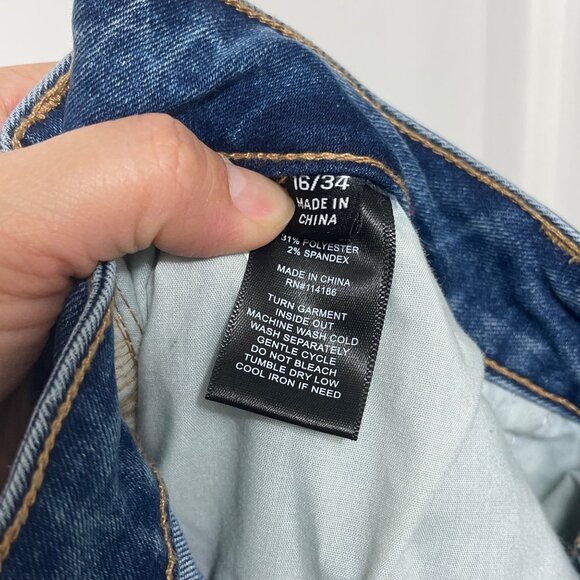 16/34
MADE IN
CHINA
31% POLYESTER
2% SPANDEX
MADE IN CHINA
RN#114186
TURN GARMENT
INSIDE OUT
MACHINE WASH COLD
WASH SEPARATELY
GENTLE CYCLE
DO NOT BLEACH
TUMBLE DRY LOW
COOL IRON IF NEED